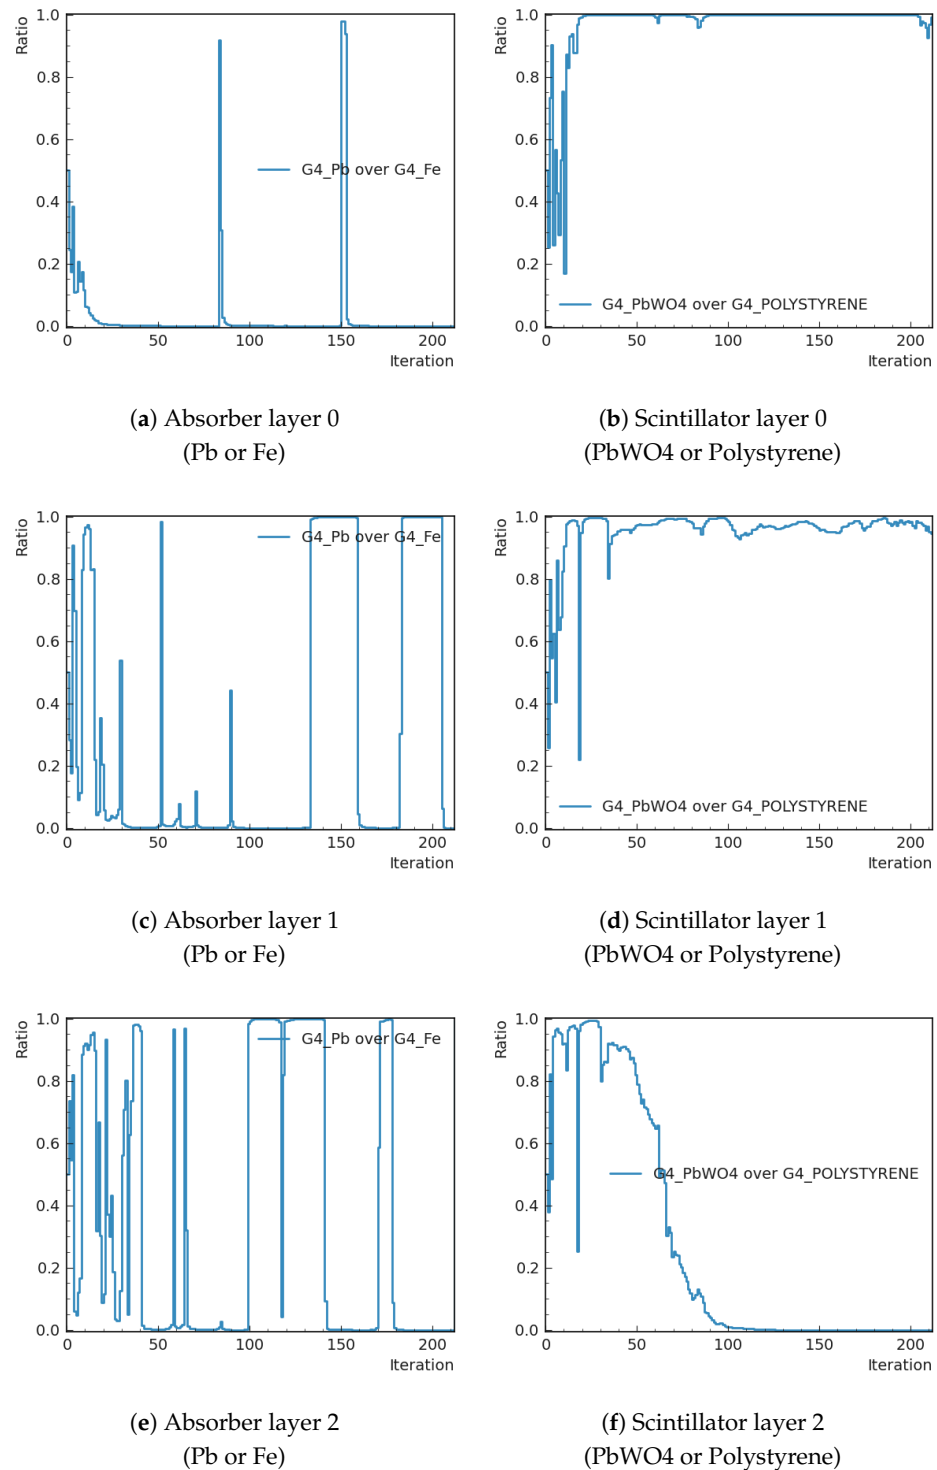 Ratio
1.0
0.8
0.6
0.4
0.2
0.0
G4_Pb over G4_Fe
0 50 100 150 200
Iteration
(a) Absorber layer 0
(Pb or Fe)
Ratio
1.0
0.8
0.6
0.4
0.2
0.0
G4_PbWO4 over G4_POLYSTYRENE
0 50 100 150 200
Iteration
(b) Scintillator layer 0
(PbWO4 or Polystyrene)
Ratio
1.0
0.8
0.6
0.4
0.2
0.0
G4_Pb over G4_Fe
0 50 100 150 200
Iteration
(c) Absorber layer 1
(Pb or Fe)
Ratio
1.0
0.8
0.6
0.4
0.2
0.0
G4_PbWO4 over G4_POLYSTYRENE
0 50 100 150 200
Iteration
(d) Scintillator layer 1
(PbWO4 or Polystyrene)
Ratio
1.0
0.8
0.6
0.4
0.2
0.0
G4_Pb over G4_Fe
0 50 100 150 200
Iteration
(e) Absorber layer 2
(Pb or Fe)
Ratio
1.0
0.8
0.6
0.4
0.2
0.0
G4_PbWO4 over G4_POLYSTYRENE
0 50 100 150 200
Iteration
(f) Scintillator layer 2
(PbWO4 or Polystyrene)